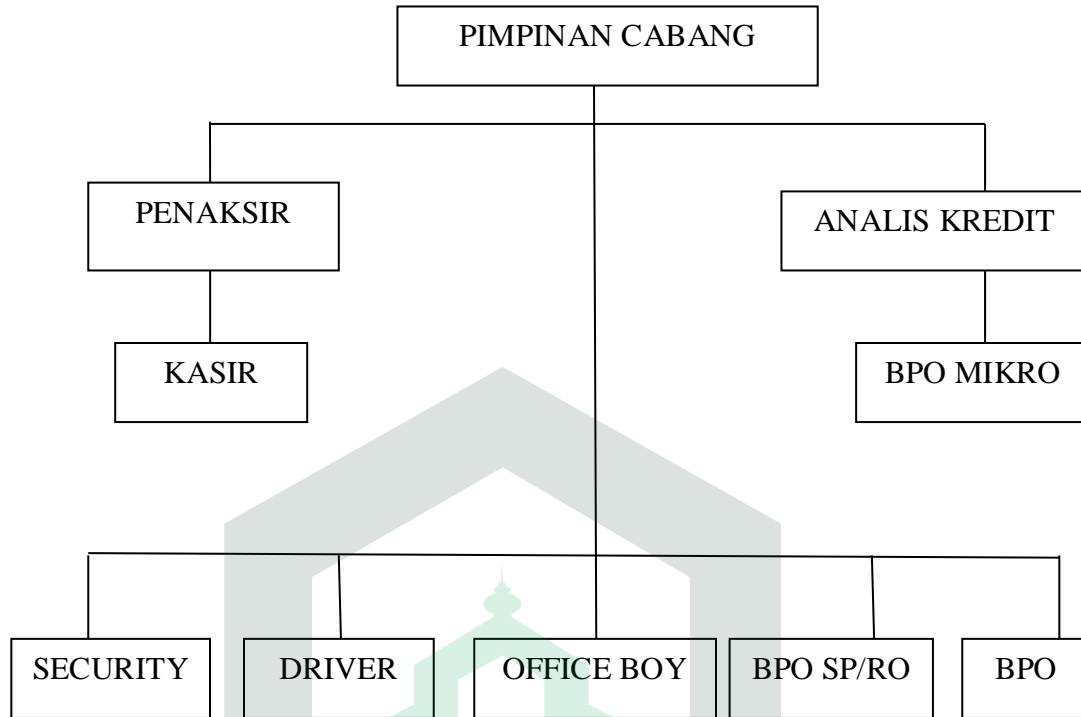 PIMPINAN CABANG
PENAKSIR
ANALIS KREDIT
KASIR
BPO MIKRO
SECURITY
DRIVER
OFFICE BOY
BPO SP/RO
BPO